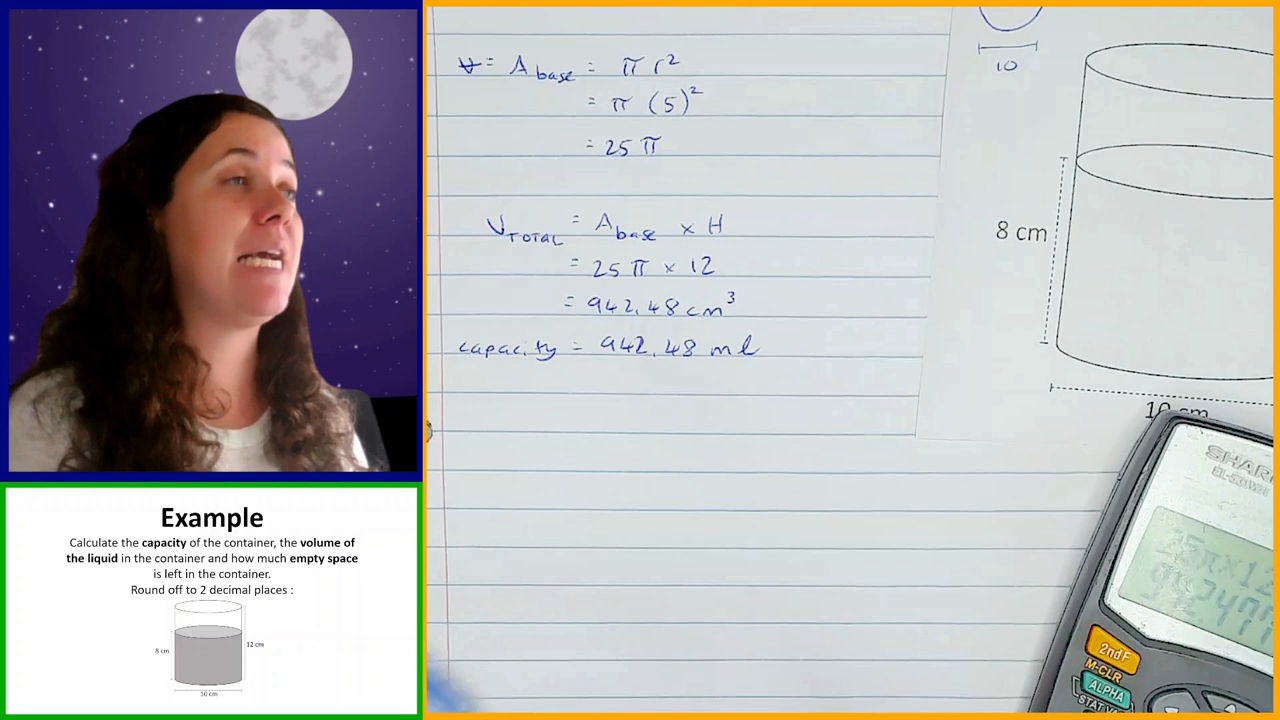 V = A base = π r²
= π (5)²
= 25 π
V TOTAL = A base × H
= 25 π × 12
= 942.48 cm³
capacity = 942.48 ml
10
8 cm
10 cm
SHARP
2nd F
M-CLR
ALPHA
Example
Calculate the capacity of the container, the volume of
the liquid in the container and how much empty space
is left in the container.
Round off to 2 decimal places :
8 cm
12 cm
10 cm